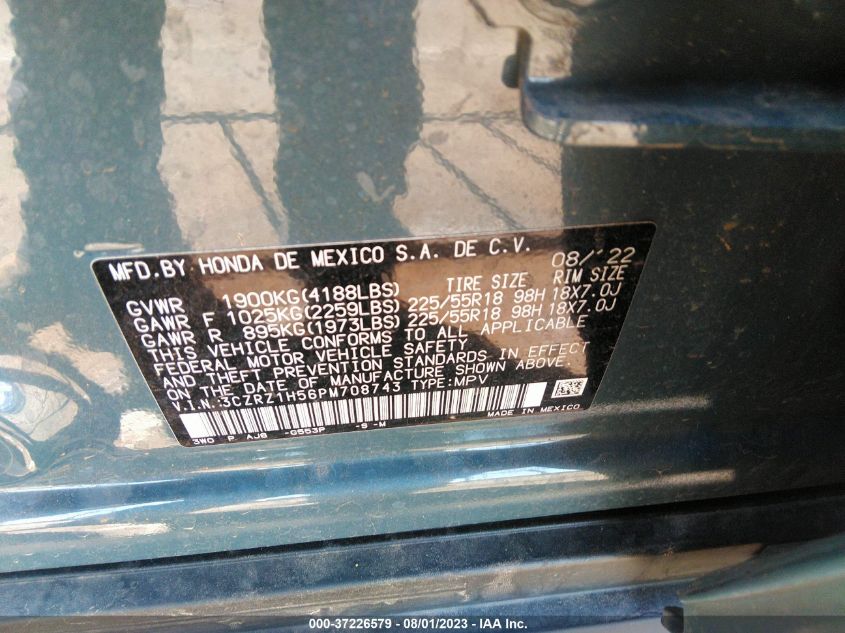 MFD.BY HONDA DE MEXICO S.A. DE C.V. 08/'22
TIRE SIZE RIM SIZE
GVWR 1900KG(4188LBS)
GAWR F 1025KG(2259LBS) 225/55R18 98H 18X7.0J
GAWR R 895KG(1973LBS) 225/55R18 98H 18X7.0J
THIS VEHICLE CONFORMS TO ALL APPLICABLE
FEDERAL MOTOR VEHICLE SAFETY
AND THEFT PREVENTION STANDARDS IN EFFECT
ON THE DATE OF MANUFACTURE SHOWN ABOVE.
V.I.N.:3CZRZ1H56PM708743 TYPE:MPV
MADE IN MEXICO
3WO P AJB -G553P -S -M
000-37226579 / 08/01/2023 - IAA Inc.